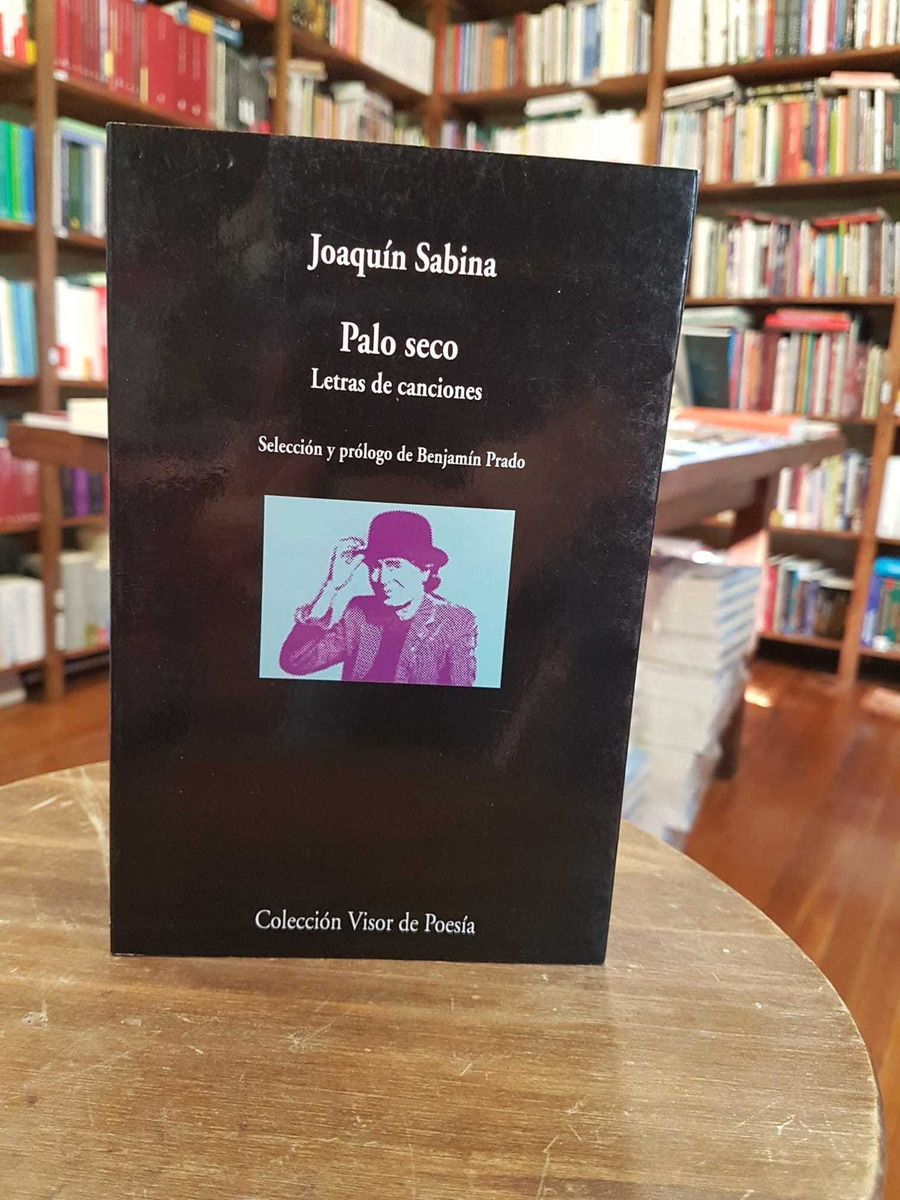 Joaquín Sabina
Palo seco
Letras de canciones
Selección y prólogo de Benjamín Prado
Colección Visor de Poesía